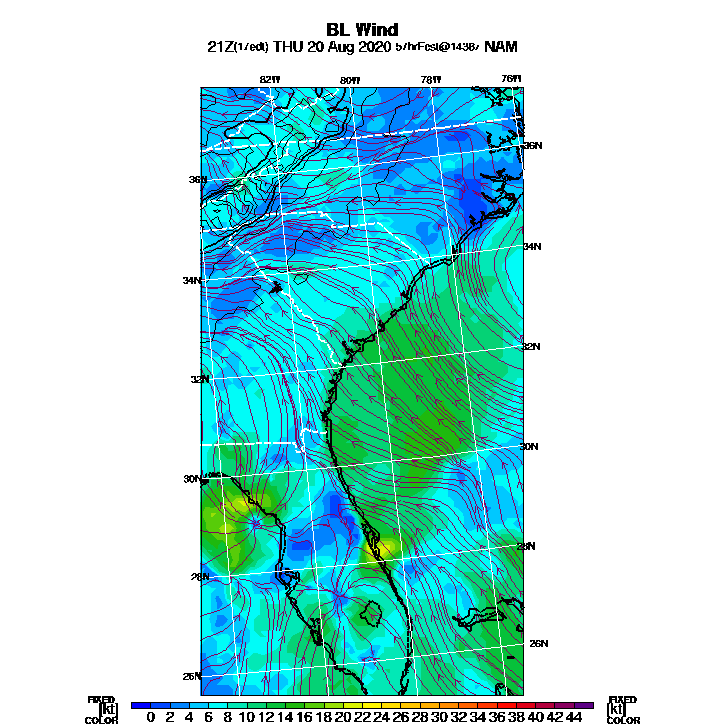 BL Wind
21Z(17edt) THU 20 Aug 2020 57hrFcst@1438z NAM
82W 80W 78W 76W
36N
36N
34N
34N
32N
32N
30N
30N
28N
28N
26N
26N
FIXED FIXED
[kt] 0 2 4 6 8 10 12 14 16 18 20 22 24 26 28 30 32 34 36 38 40 42 44 [kt]
COLOR COLOR